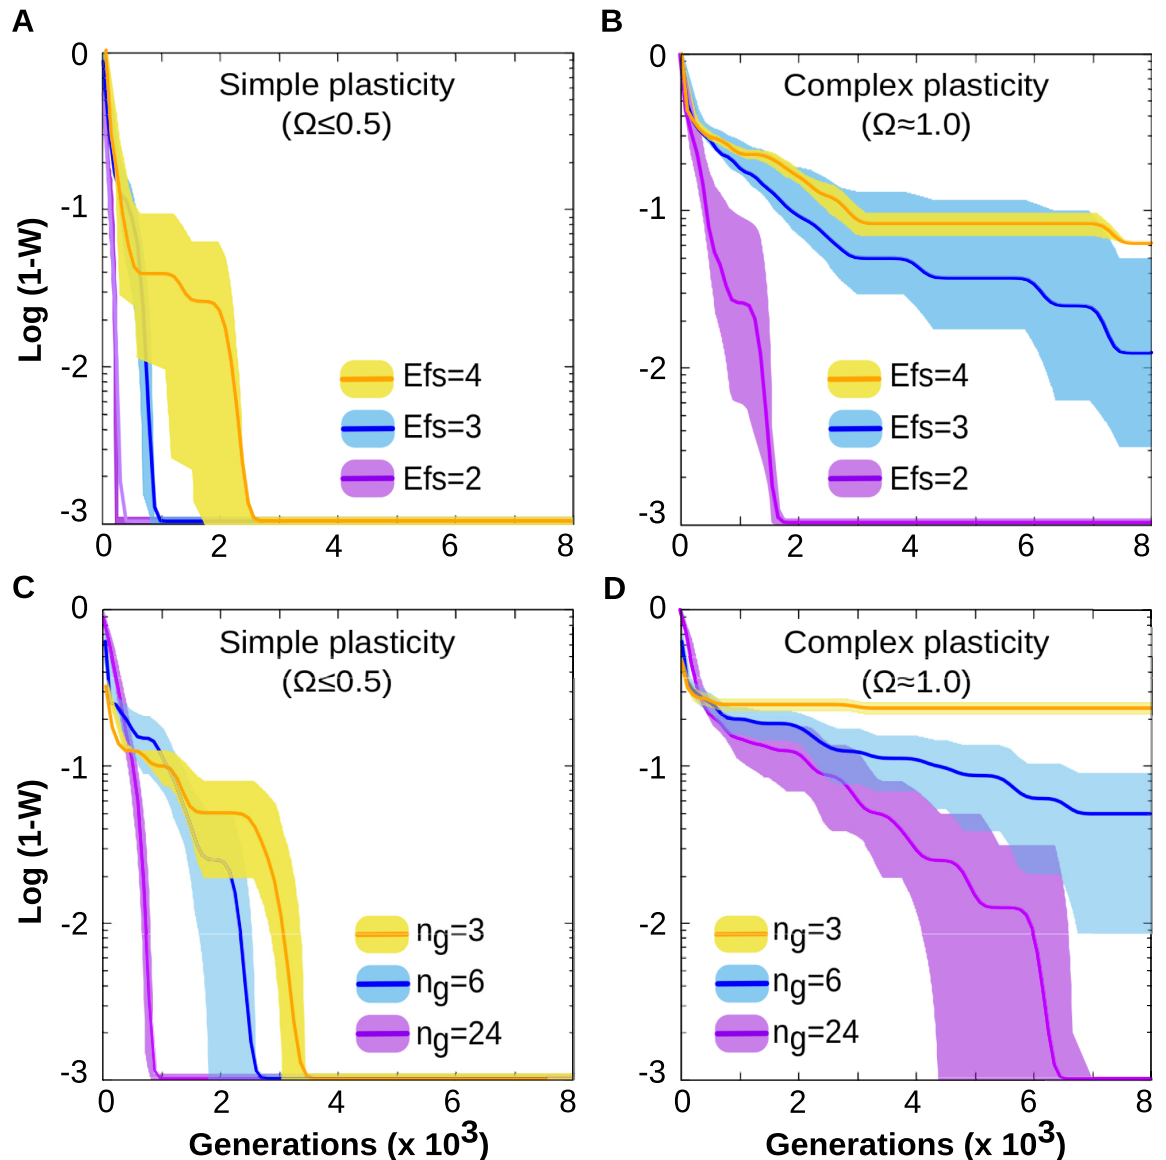 A
B
0
-1
-2
-3
Log (1-W)
Simple plasticity
(Ω≤0.5)
Efs=4
Efs=3
Efs=2
0 2 4 6 8
0
-1
-2
-3
Complex plasticity
(Ω≈1.0)
Efs=4
Efs=3
Efs=2
0 2 4 6 8
C
D
0
-1
-2
-3
Log (1-W)
Simple plasticity
(Ω≤0.5)
ng=3
ng=6
ng=24
0 2 4 6 8
Generations (x 10³)
0
-1
-2
-3
Complex plasticity
(Ω≈1.0)
ng=3
ng=6
ng=24
0 2 4 6 8
Generations (x 10³)